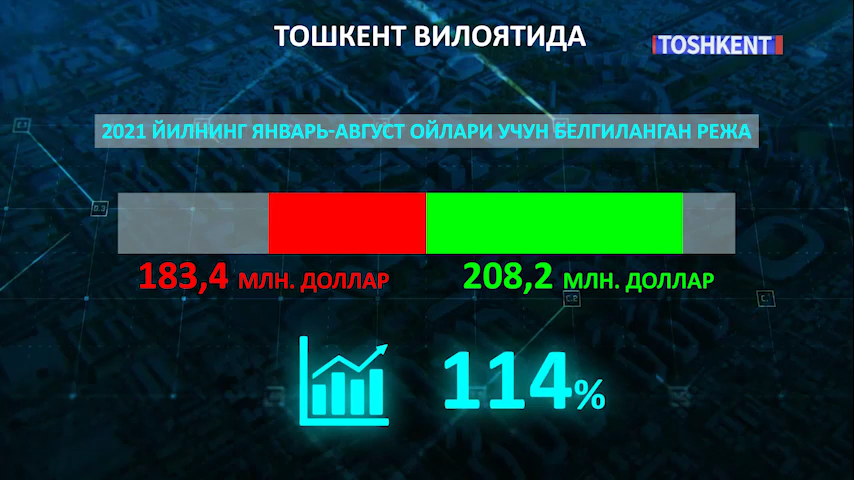 ТОШКЕНТ ВИЛОЯТИДА
TOSHKENT
2021 ЙИЛНИНГ ЯНВАРЬ-АВГУСТ ОЙЛАРИ УЧУН БЕЛГИЛАНГАН РЕЖА
183,4 МЛН. ДОЛЛАР
208,2 МЛН. ДОЛЛАР
114%